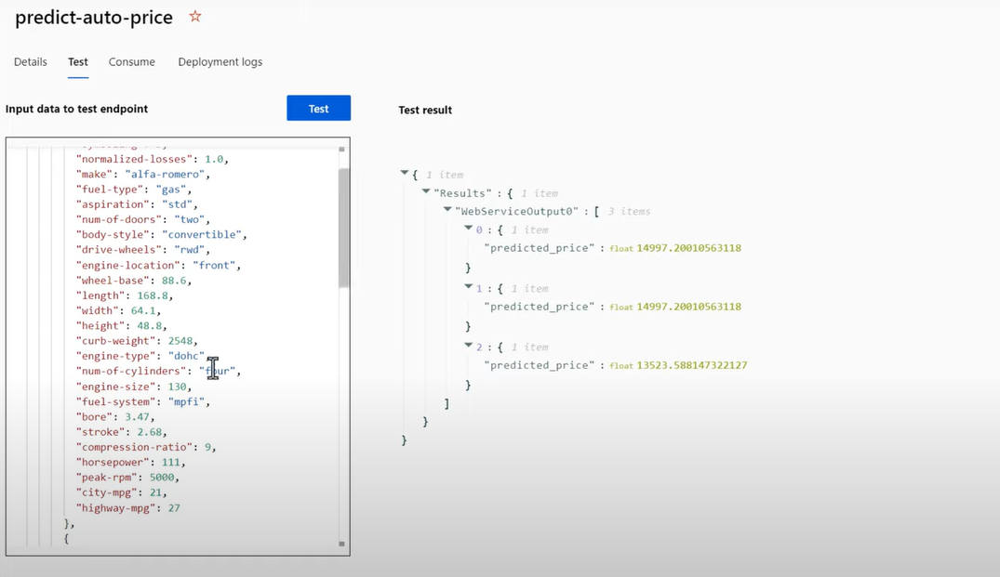 predict-auto-price
Details Test Consume Deployment logs
Input data to test endpoint
Test
"normalized-losses": 1.0,
"make": "alfa-romero",
"fuel-type": "gas",
"aspiration": "std",
"num-of-doors": "two",
"body-style": "convertible",
"drive-wheels": "rwd",
"engine-location": "front",
"wheel-base": 88.6,
"length": 168.8,
"width": 64.1,
"height": 48.8,
"curb-weight": 2548,
"engine-type": "dohc",
"num-of-cylinders": "four",
"engine-size": 130,
"fuel-system": "mpfi",
"bore": 3.47,
"stroke": 2.68,
"compression-ratio": 9,
"horsepower": 111,
"peak-rpm": 5000,
"city-mpg": 21,
"highway-mpg": 27
},
{
Test result
{ 1 item
"Results" : { 1 item
"WebServiceOutput0" : [ 3 items
0 : { 1 item
"predicted_price" : float 14997.20010563118
}
1 : { 1 item
"predicted_price" : float 14997.20010563118
}
2 : { 1 item
"predicted_price" : float 13523.588147322127
}
]
}
}